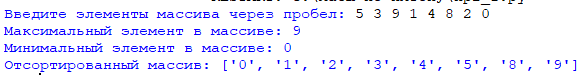 Введите элементы массива через пробел: 5 3 9 1 4 8 2 0
Максимальный элемент в массиве: 9
Минимальный элемент в массиве: 0
Отсортированный массив: ['0', '1', '2', '3', '4', '5', '8', '9']